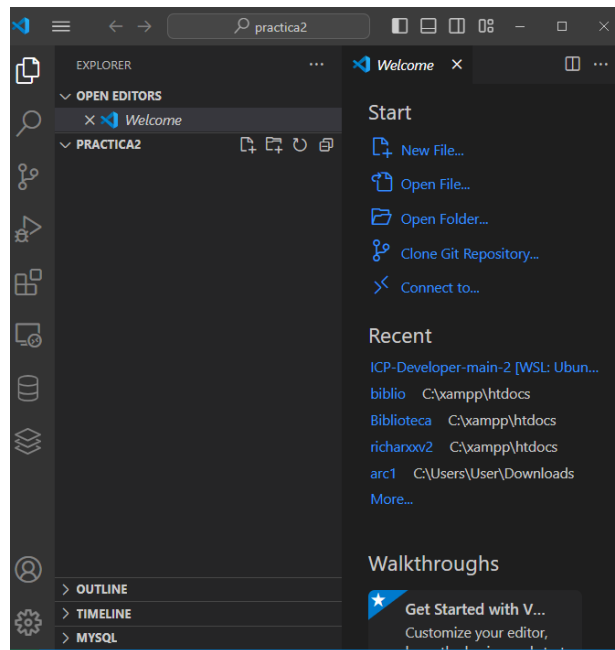 practica2
EXPLORER
Welcome
OPEN EDITORS
Welcome
PRACTICA2
Start
New File...
Open File...
Open Folder...
Clone Git Repository...
Connect to...
Recent
ICP-Developer-main-2 [WSL: Ubun...
biblio C:\xampp\htdocs
Biblioteca C:\xampp\htdocs
richarxxv2 C:\xampp\htdocs
arc1 C:\Users\User\Downloads
More...
Walkthroughs
Get Started with V...
Customize your editor,
OUTLINE
TIMELINE
MYSQL